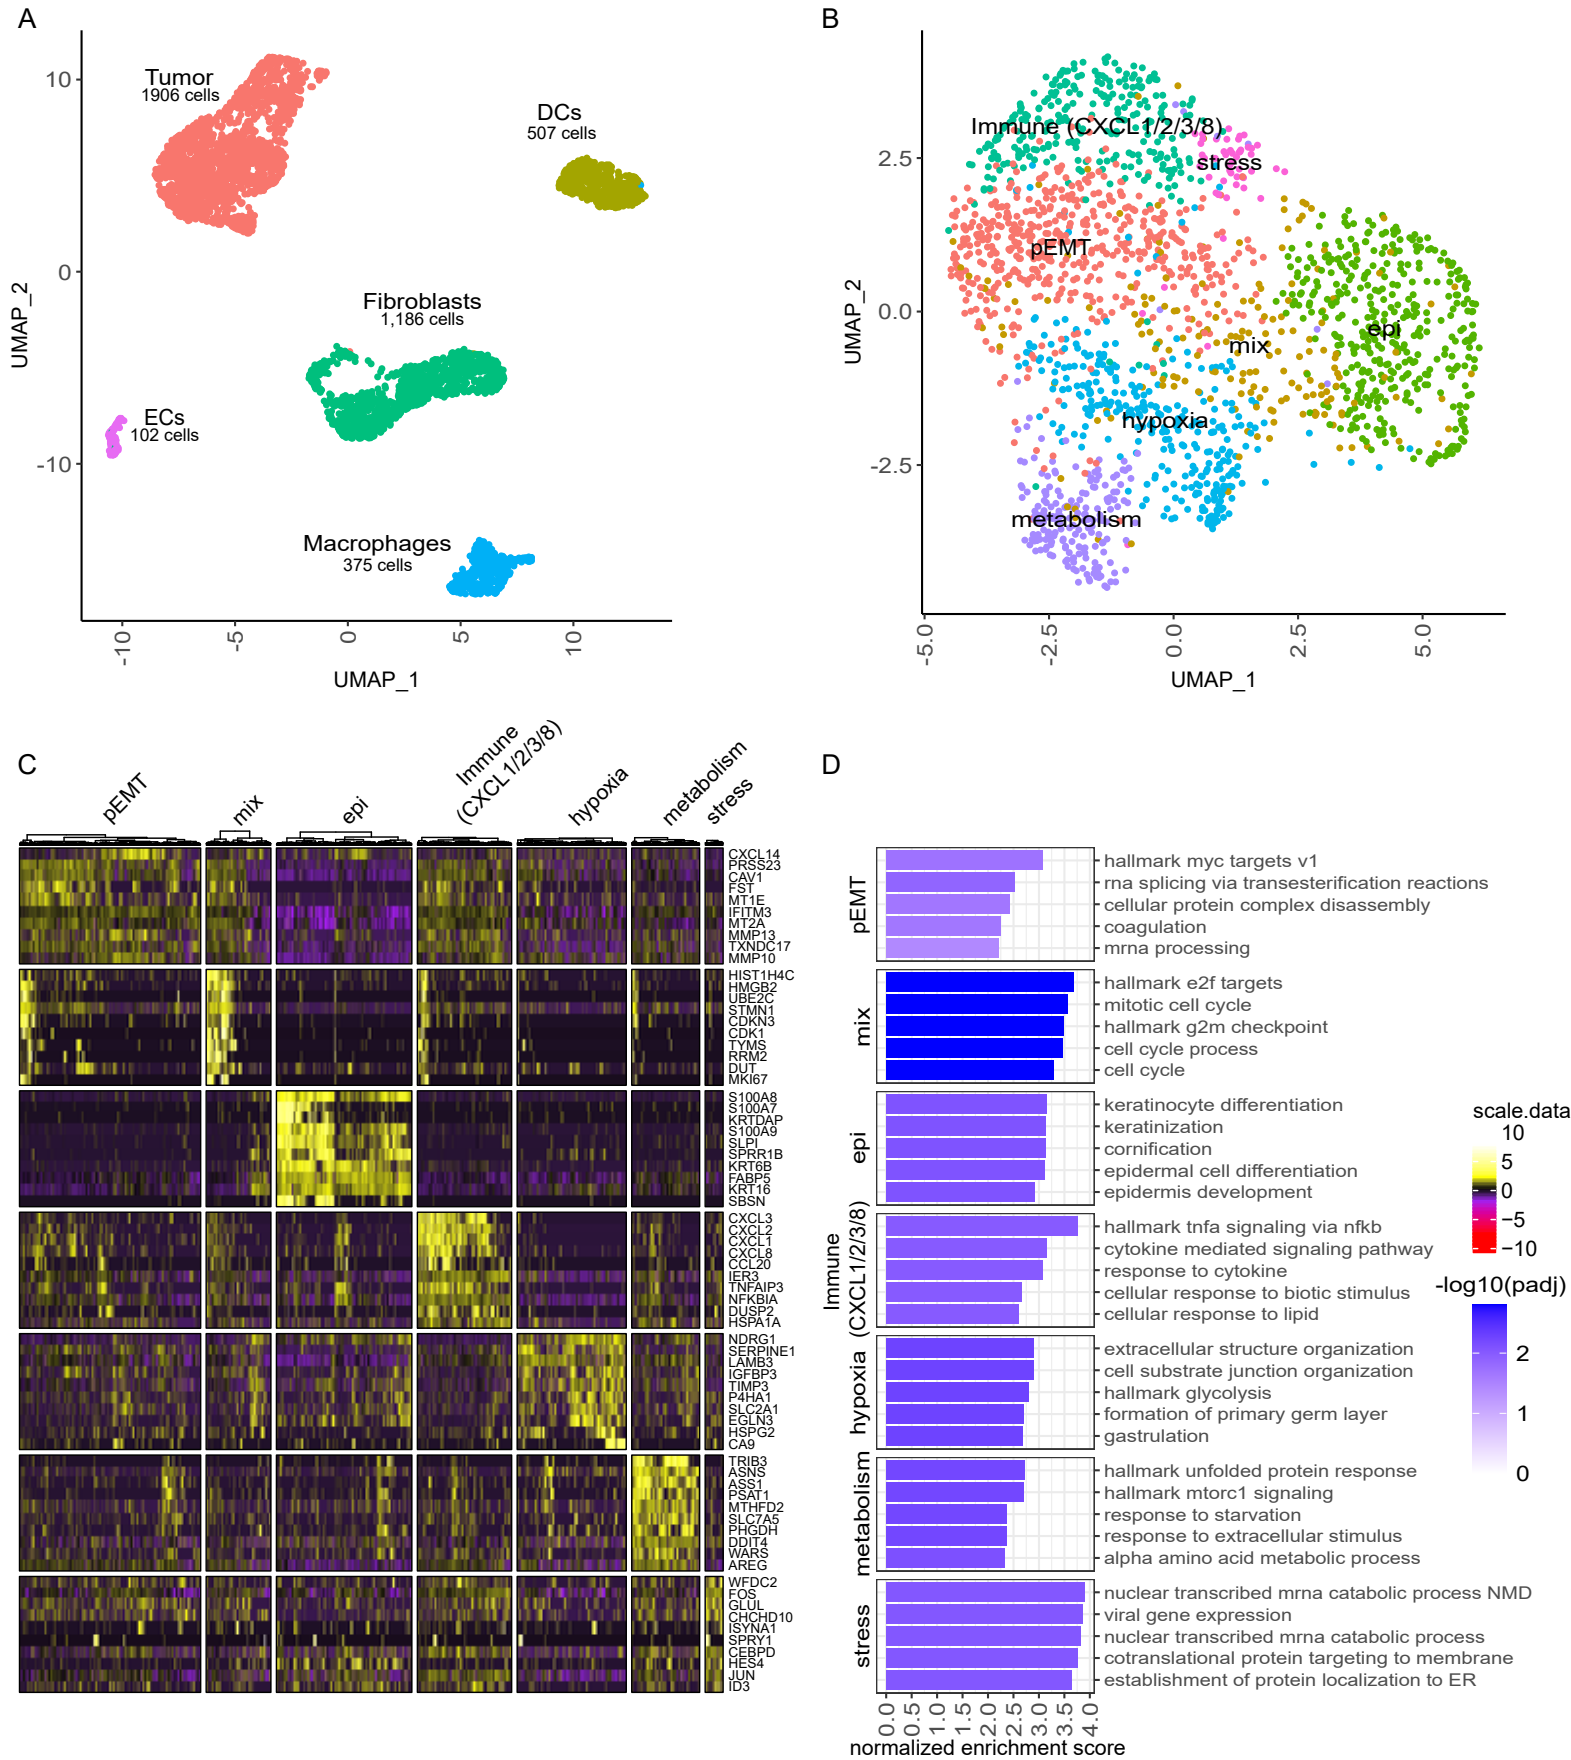 A
Tumor
1906 cells
DCs
507 cells
Fibroblasts
1,186 cells
ECs
102 cells
Macrophages
375 cells
10
0
-10
UMAP_2
-10
-5
0
5
10
UMAP_1
B
Immune (CXCL1/2/3/8)
stress
pEMT
epi
mix
hypoxia
metabolism
2.5
0.0
-2.5
UMAP_2
-5.0
-2.5
0.0
2.5
5.0
UMAP_1
C
pEMT
mix
epi
Immune
(CXCL1/2/3/8)
hypoxia
metabolism
stress
CXCL14
PRSS23
CAV1
FST
MT1E
IFITM3
MT2A
MMP13
TXNDC17
MMP10
HIST1H4C
HMGB2
UBE2C
STMN1
CDKN3
CDK1
TYMS
RRM2
DUT
MKI67
S100A8
S100A7
KRTDAP
S100A9
SLPI
SPRR1B
KRT6B
FABP5
KRT16
SBSN
CXCL3
CXCL2
CXCL1
CXCL8
CCL20
IER3
TNFAIP3
NFKBIA
DUSP2
HSPA1A
NDRG1
SERPINE1
LAMB3
IGFBP3
TIMP3
P4HA1
SLC2A1
EGLN3
HSPG2
CA9
TRIB3
ASNS
ASS1
PSAT1
MTHFD2
SLC7A5
PHGDH
DDIT4
WARS
AREG
WFDC2
FOS
GLUL
CHCHD10
ISYNA1
SPRY1
CEBPD
HES4
JUN
ID3
D
pEMT
hallmark myc targets v1
rna splicing via transesterification reactions
cellular protein complex disassembly
coagulation
mrna processing
mix
hallmark e2f targets
mitotic cell cycle
hallmark g2m checkpoint
cell cycle process
cell cycle
epi
keratinocyte differentiation
keratinization
cornification
epidermal cell differentiation
epidermis development
Immune
(CXCL1/2/3/8)
hallmark tnfa signaling via nfkb
cytokine mediated signaling pathway
response to cytokine
cellular response to biotic stimulus
cellular response to lipid
hypoxia
extracellular structure organization
cell substrate junction organization
hallmark glycolysis
formation of primary germ layer
gastrulation
metabolism
hallmark unfolded protein response
hallmark mtorc1 signaling
response to starvation
response to extracellular stimulus
alpha amino acid metabolic process
stress
nuclear transcribed mrna catabolic process NMD
viral gene expression
nuclear transcribed mrna catabolic process
cotranslational protein targeting to membrane
establishment of protein localization to ER
0.0
0.5
1.0
1.5
2.0
2.5
3.0
3.5
4.0
normalized enrichment score
scale.data
10
5
0
−5
−10
-log10(padj)
2
1
0